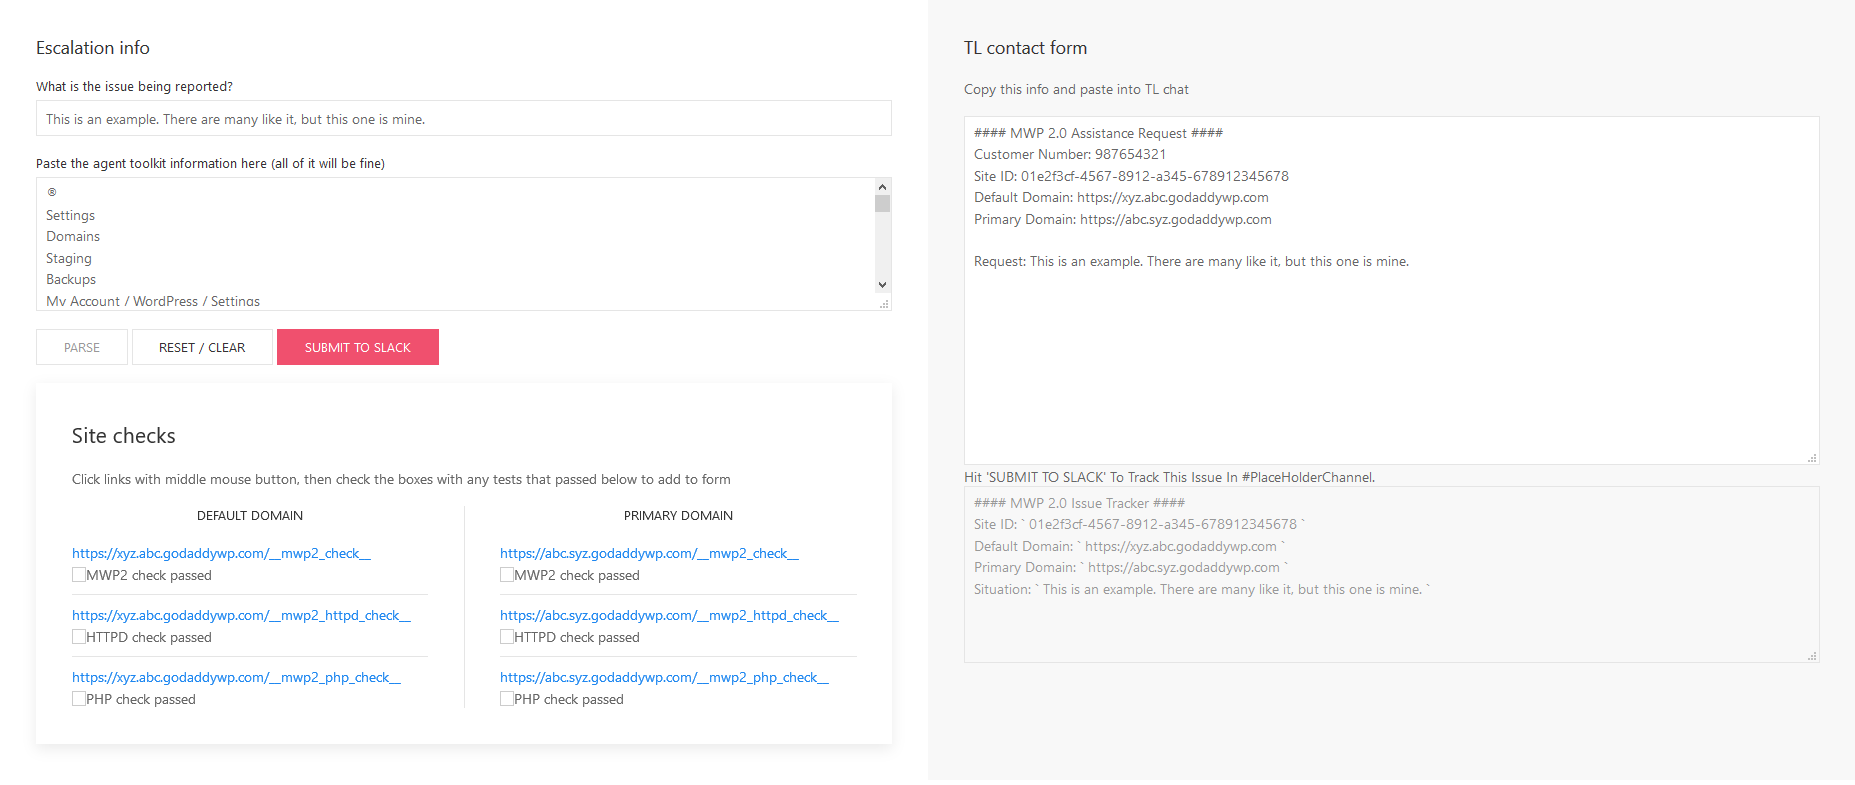 Escalation info
What is the issue being reported?
This is an example. There are many like it, but this one is mine.
Paste the agent toolkit information here (all of it will be fine)
®
Settings
Domains
Staging
Backups
My Account / WordPress / Settings
PARSE
RESET / CLEAR
SUBMIT TO SLACK
Site checks
Click links with middle mouse button, then check the boxes with any tests that passed below to add to form
DEFAULT DOMAIN
https://xyz.abc.godaddywp.com/__mwp2_check__
MWP2 check passed
https://xyz.abc.godaddywp.com/__mwp2_httpd_check__
HTTPD check passed
https://xyz.abc.godaddywp.com/__mwp2_php_check__
PHP check passed
PRIMARY DOMAIN
https://abc.syz.godaddywp.com/__mwp2_check__
MWP2 check passed
https://abc.syz.godaddywp.com/__mwp2_httpd_check__
HTTPD check passed
https://abc.syz.godaddywp.com/__mwp2_php_check__
PHP check passed
TL contact form
Copy this info and paste into TL chat
#### MWP 2.0 Assistance Request ####
Customer Number: 987654321
Site ID: 01e2f3cf-4567-8912-a345-678912345678
Default Domain: https://xyz.abc.godaddywp.com
Primary Domain: https://abc.syz.godaddywp.com
Request: This is an example. There are many like it, but this one is mine.
Hit 'SUBMIT TO SLACK' To Track This Issue In #PlaceHolderChannel.
#### MWP 2.0 Issue Tracker ####
Site ID: ` 01e2f3cf-4567-8912-a345-678912345678 `
Default Domain: ` https://xyz.abc.godaddywp.com `
Primary Domain: ` https://abc.syz.godaddywp.com `
Situation: ` This is an example. There are many like it, but this one is mine. `